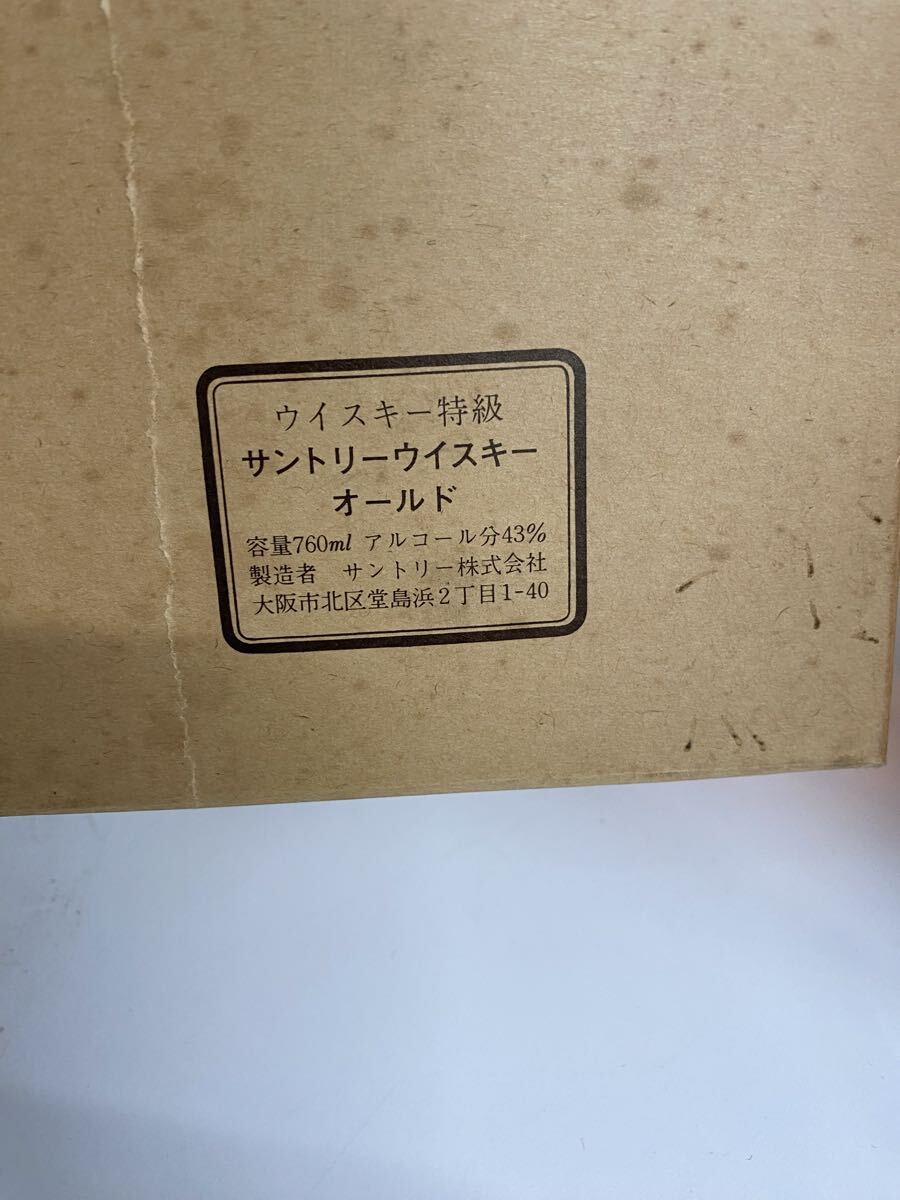 ウイスキー特級
サントリーウイスキー
オールド
容量760ml アルコール分43%
製造者 サントリー株式会社
大阪市北区堂島浜2丁目1-40